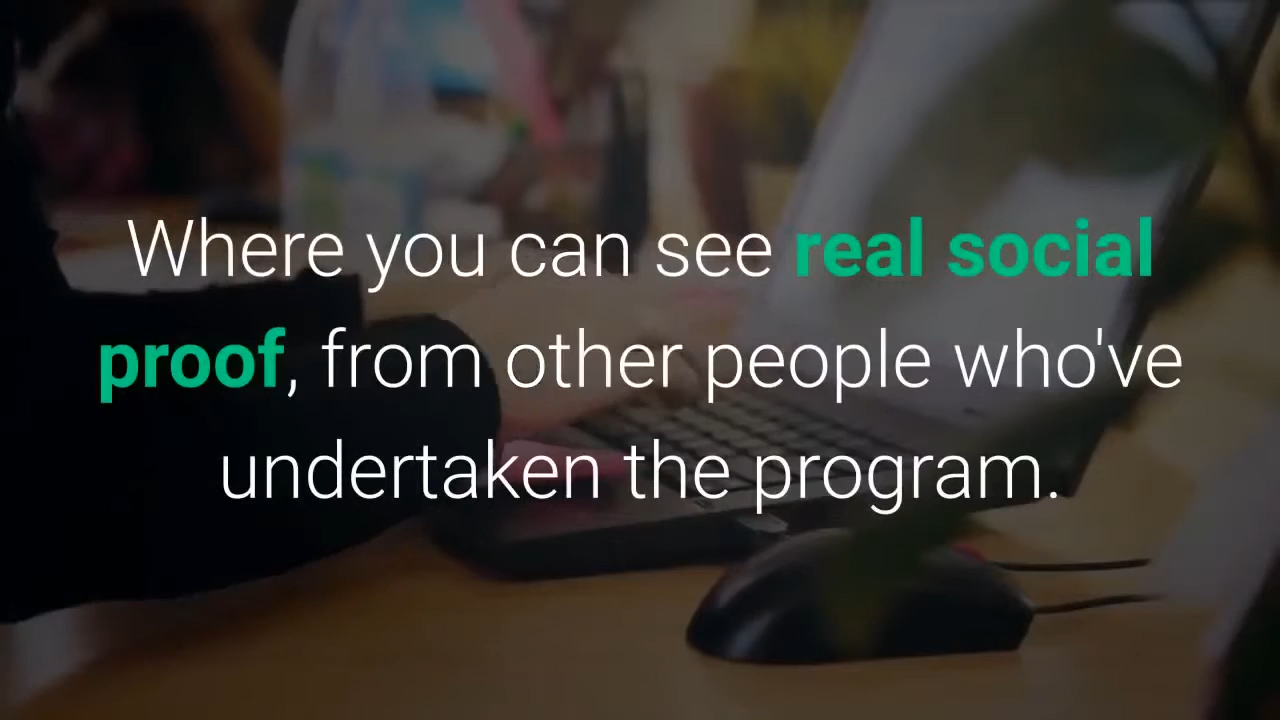 Where you can see real social
proof, from other people who've
undertaken the program.